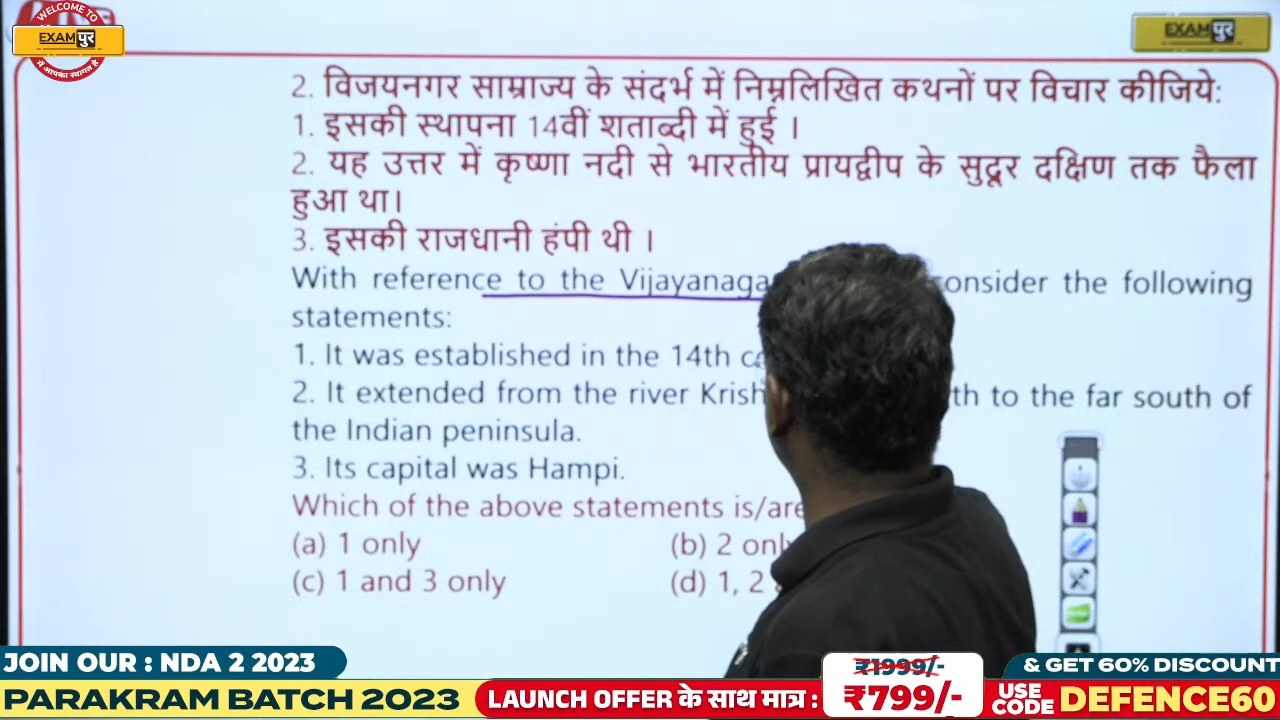 WELCOME TO
EXAMपुर
में आपका स्वागत है
EXAMपुर
2. विजयनगर साम्राज्य के संदर्भ में निम्नलिखित कथनों पर विचार कीजिये:
1. इसकी स्थापना 14वीं शताब्दी में हुई ।
2. यह उत्तर में कृष्णा नदी से भारतीय प्रायद्वीप के सुदूर दक्षिण तक फैला
हुआ था।
3. इसकी राजधानी हंपी थी ।
With reference to the consider the following
statements:
1. It was established in the 14th
2. It extended from the river to the far south of
the Indian peninsula.
3. Its capital was Hampi.
Which of the above statements is/are
(a) 1 only (b) 2
(c) 1 and 3 only (d) 1, 2
JOIN OUR : NDA 2 2023
₹1999/-
& GET 60% DISCOUNT
PARAKRAM BATCH 2023
LAUNCH OFFER के साथ मात्र :
₹799/-
USE CODE DEFENCE60